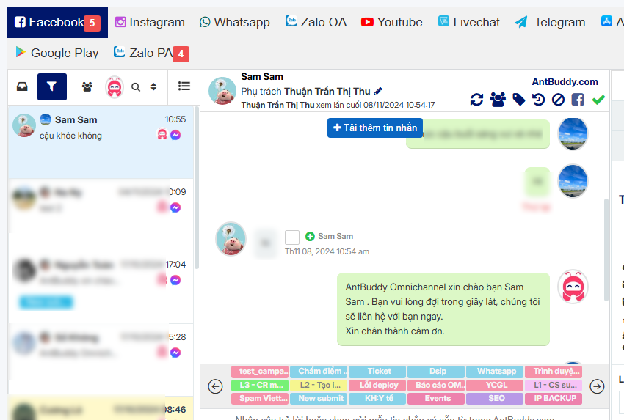 Facebook 5 Instagram Whatsapp Zalo OA Youtube Livechat Telegram
Google Play Zalo PA 4
Sam Sam
Phụ trách Thuận Trần Thị Thu
Thuận Trần Thị Thu xem lần cuối 08/11/2024 10:54:17
AntBuddy.com
Sam Sam 10:55
cậu khỏe không
0:09
17:04
5:28
08:46
Tải thêm tin nhắn
Sam Sam
Th11 08, 2024 10:54 am
AntBuddy Omnichannel xin chào bạn Sam
Sam . Bạn vui lòng đợi trong giây lát, chúng tôi
sẽ liên hệ với bạn ngay.
Xin chân thành cảm ơn.
test_campa... Chấm điểm ... Ticket Dsip Whatsapp Trình duyệ...
L3 - CR m... L2 - Tạo l... Lỗi deploy Báo cáo OM... VCGL L1 - CS su...
Spam Viett... New submit KH Y tế Events SEO IP BACKUP